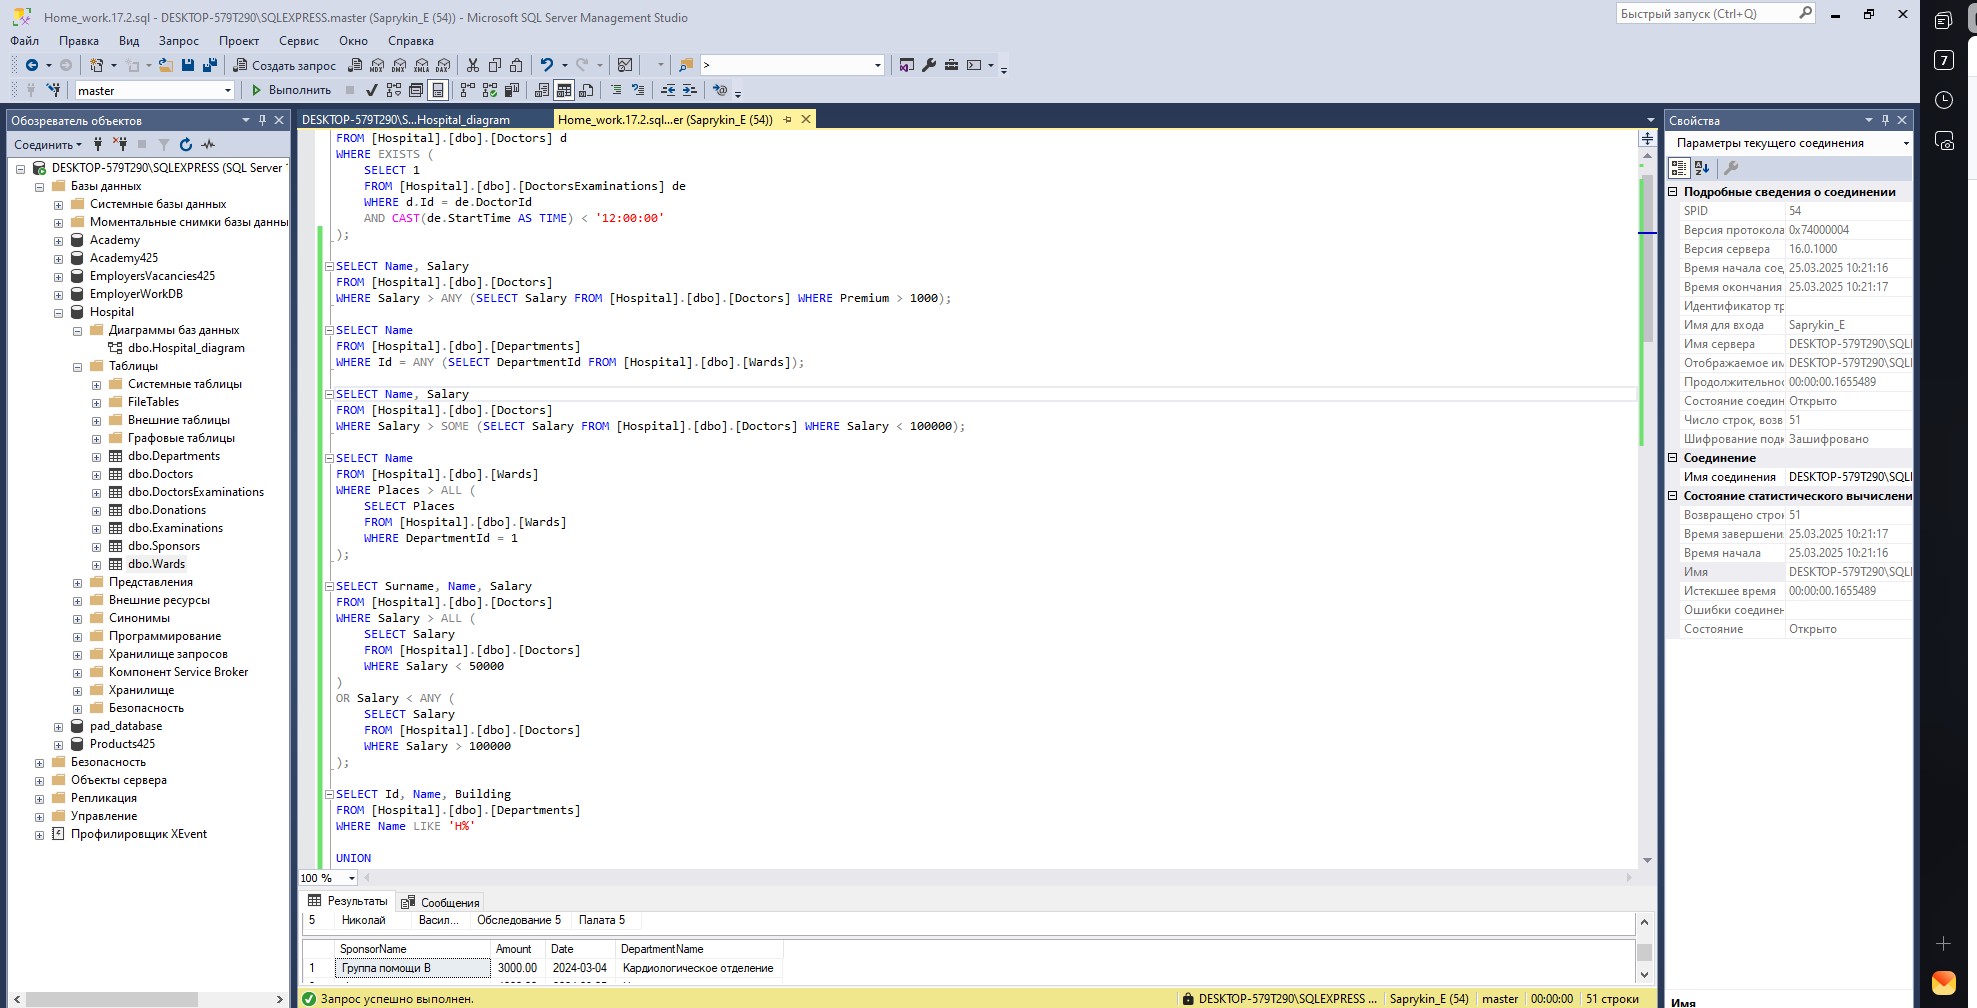 Home_work.17.2.sql - DESKTOP-579T290\SQLEXPRESS.master (Saprykin_E (54)) - Microsoft SQL Server Management Studio
Быстрый запуск (Ctrl+Q)
Файл Правка Вид Запрос Проект Сервис Окно Справка
Создать запрос MDX DMX XMLA DAX >
master Выполнить
7
Обозреватель объектов
Соединить
DESKTOP-579T290\SQLEXPRESS (SQL Server
Базы данных
Системные базы данных
Моментальные снимки базы данны
Academy
Academy425
EmployersVacancies425
EmployerWorkDB
Hospital
Диаграммы баз данных
dbo.Hospital_diagram
Таблицы
Системные таблицы
FileTables
Внешние таблицы
Графовые таблицы
dbo.Departments
dbo.Doctors
dbo.DoctorsExaminations
dbo.Donations
dbo.Examinations
dbo.Sponsors
dbo.Wards
Представления
Внешние ресурсы
Синонимы
Программирование
Хранилище запросов
Компонент Service Broker
Хранилище
Безопасность
pad_database
Products425
Безопасность
Объекты сервера
Репликация
Управление
Профилировщик XEvent
DESKTOP-579T290\S...Hospital_diagram
Home_work.17.2.sql...er (Saprykin_E (54))
FROM [Hospital].[dbo].[Doctors] d
WHERE EXISTS (
SELECT 1
FROM [Hospital].[dbo].[DoctorsExaminations] de
WHERE d.Id = de.DoctorId
AND CAST(de.StartTime AS TIME) < '12:00:00'
);
SELECT Name, Salary
FROM [Hospital].[dbo].[Doctors]
WHERE Salary > ANY (SELECT Salary FROM [Hospital].[dbo].[Doctors] WHERE Premium > 1000);
SELECT Name
FROM [Hospital].[dbo].[Departments]
WHERE Id = ANY (SELECT DepartmentId FROM [Hospital].[dbo].[Wards]);
SELECT Name, Salary
FROM [Hospital].[dbo].[Doctors]
WHERE Salary > SOME (SELECT Salary FROM [Hospital].[dbo].[Doctors] WHERE Salary < 100000);
SELECT Name
FROM [Hospital].[dbo].[Wards]
WHERE Places > ALL (
SELECT Places
FROM [Hospital].[dbo].[Wards]
WHERE DepartmentId = 1
);
SELECT Surname, Name, Salary
FROM [Hospital].[dbo].[Doctors]
WHERE Salary > ALL (
SELECT Salary
FROM [Hospital].[dbo].[Doctors]
WHERE Salary < 50000
)
OR Salary < ANY (
SELECT Salary
FROM [Hospital].[dbo].[Doctors]
WHERE Salary > 100000
);
SELECT Id, Name, Building
FROM [Hospital].[dbo].[Departments]
WHERE Name LIKE 'H%'
UNION
100 %
Результаты Сообщения
5 Николай Васил... Обследование 5 Палата 5
SponsorName Amount Date DepartmentName
1 Группа помощи B 3000.00 2024-03-04 Кардиологическое отделение
Запрос успешно выполнен.
DESKTOP-579T290\SQLEXPRESS ... Saprykin_E (54) master 00:00:00 51 строки
Свойства
Параметры текущего соединения
Подробные сведения о соединении
SPID 54
Версия протокола 0x74000004
Версия сервера 16.0.1000
Время начала сое, 25.03.2025 10:21:16
Время окончания 25.03.2025 10:21:17
Идентификатор тр
Имя для входа Saprykin_E
Имя сервера DESKTOP-579T290\SQLI
Отображаемое им DESKTOP-579T290\SQLI
Продолжительнос 00:00:00.1655489
Состояние соедин Открыто
Число строк, возв 51
Шифрование подк Зашифровано
Соединение
Имя соединения DESKTOP-579T290\SQLI
Состояние статистического вычислени
Возвращено строк 51
Время завершени 25.03.2025 10:21:17
Время начала 25.03.2025 10:21:16
Имя DESKTOP-579T290\SQLI
Истекшее время 00:00:00.1655489
Ошибки соединен
Состояние Открыто
Имя